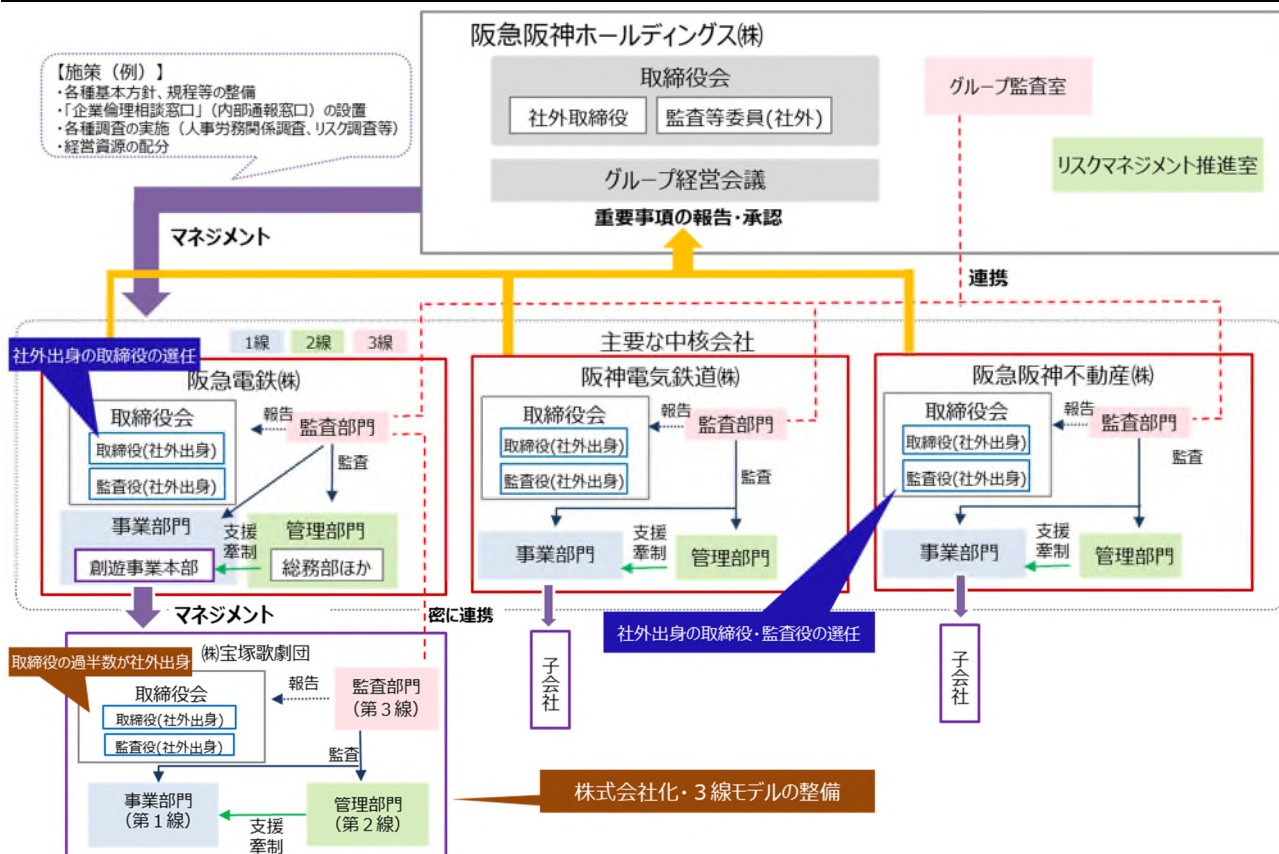 阪急阪神ホールディングス㈱
【施策（例）】
・各種基本方針、規程等の整備
・「企業倫理相談窓口」（内部通報窓口）の設置
・各種調査の実施（人事労務関係調査、リスク調査等）
・経営資源の配分
取締役会
社外取締役
監査等委員(社外)
グループ経営会議
重要事項の報告・承認
グループ監査室
リスクマネジメント推進室
マネジメント
連携
1線
2線
3線
主要な中核会社
社外出身の取締役の選任
阪急電鉄㈱
取締役会
取締役(社外出身)
監査役(社外出身)
報告
監査部門
監査
事業部門
創遊事業本部
支援
牽制
管理部門
総務部ほか
阪神電気鉄道㈱
取締役会
取締役(社外出身)
監査役(社外出身)
報告
監査部門
監査
事業部門
支援
牽制
管理部門
阪急阪神不動産㈱
取締役会
取締役(社外出身)
監査役(社外出身)
報告
監査部門
監査
事業部門
支援
牽制
管理部門
マネジメント
密に連携
社外出身の取締役・監査役の選任
子会社
子会社
取締役の過半数が社外出身
㈱宝塚歌劇団
取締役会
取締役(社外出身)
監査役(社外出身)
報告
監査部門
（第３線）
監査
事業部門
（第１線）
支援
牽制
管理部門
（第２線）
株式会社化・３線モデルの整備